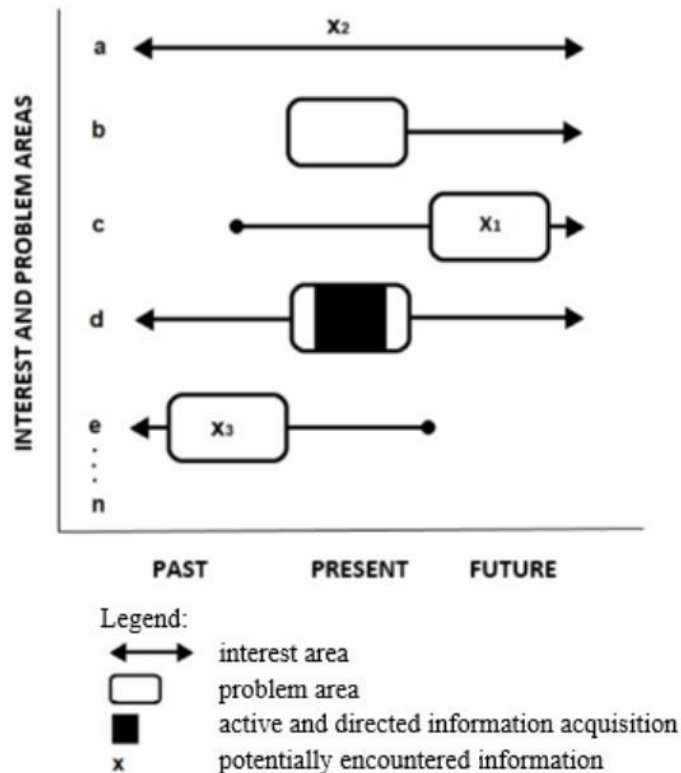 INTEREST AND PROBLEM AREAS
a
x₂
b
c
x₁
d
e
x₃
n
PAST PRESENT FUTURE
Legend:
interest area
problem area
active and directed information acquisition
x potentially encountered information